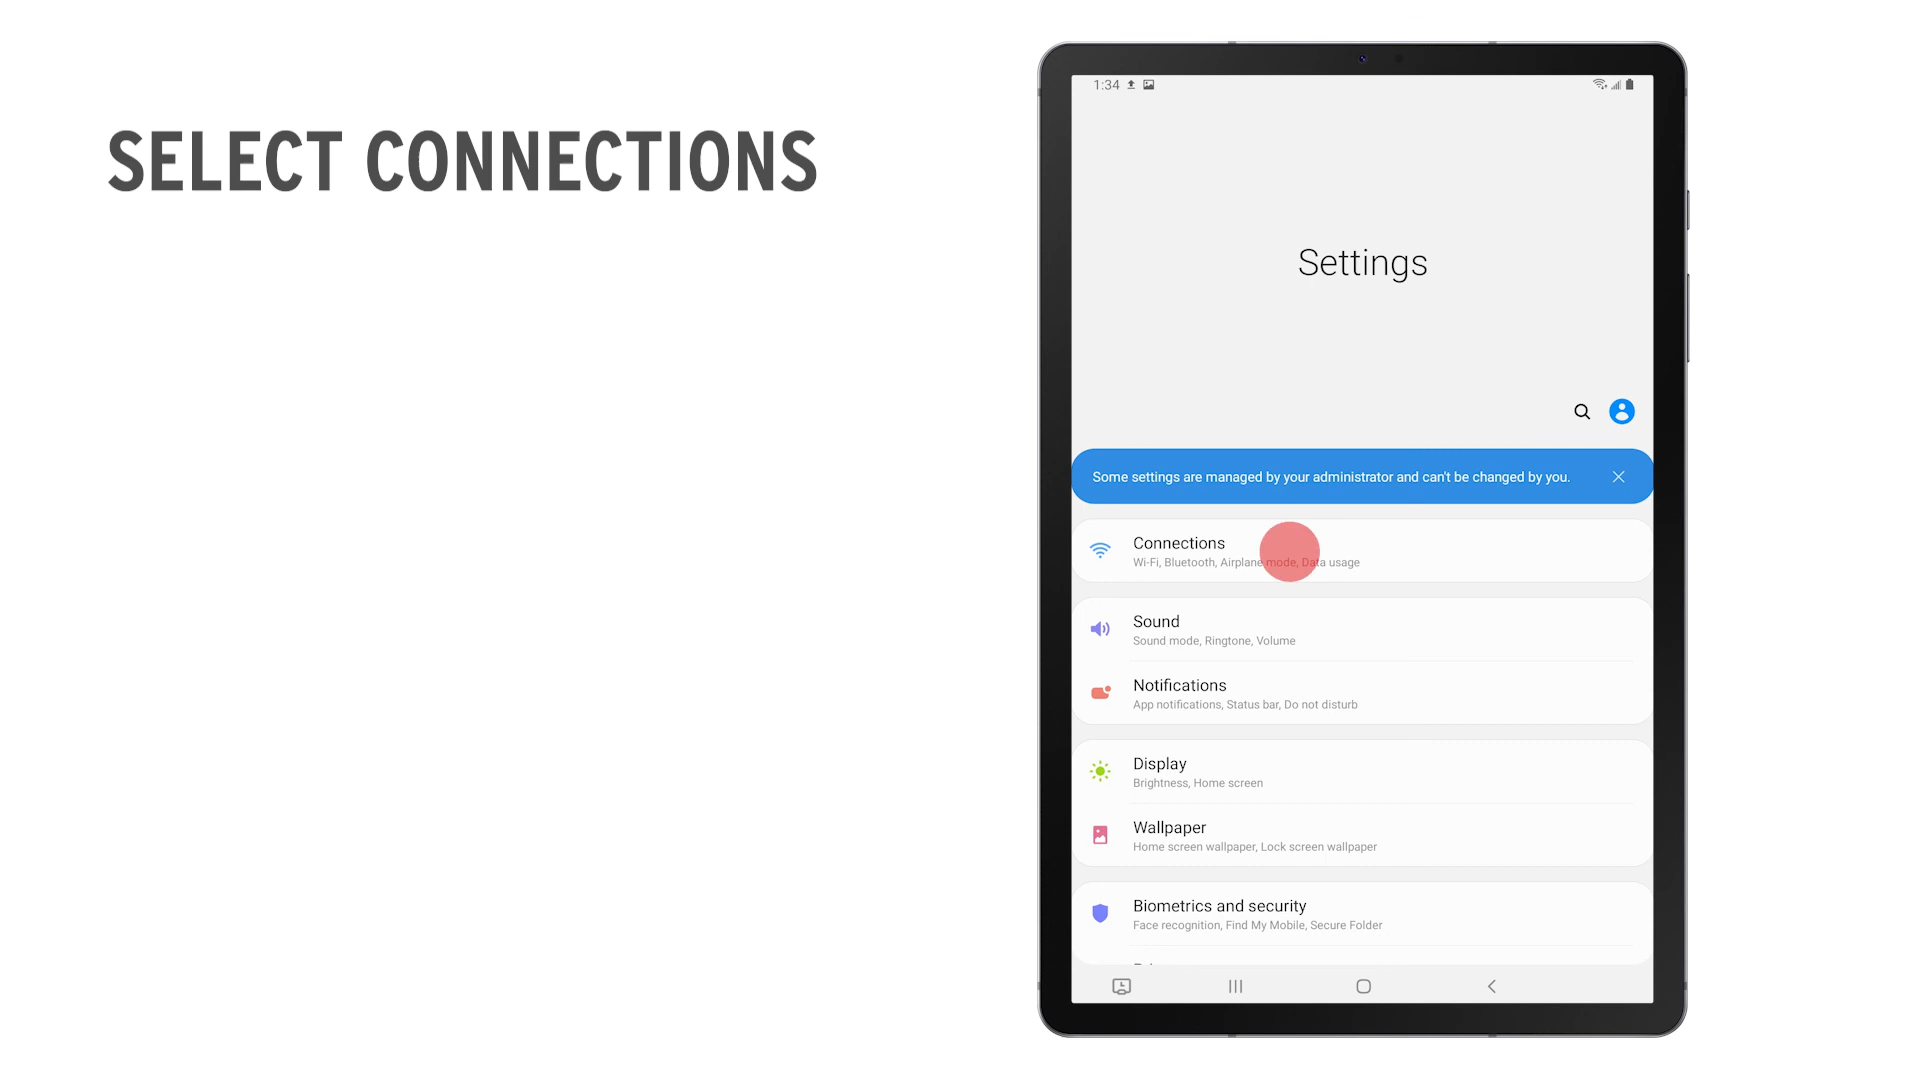 SELECT CONNECTIONS
1:34
Settings
Some settings are managed by your administrator and can't be changed by you.
Connections
Wi-Fi, Bluetooth, Airplane mode, Data usage
Sound
Sound mode, Ringtone, Volume
Notifications
App notifications, Status bar, Do not disturb
Display
Brightness, Home screen
Wallpaper
Home screen wallpaper, Lock screen wallpaper
Biometrics and security
Face recognition, Find My Mobile, Secure Folder